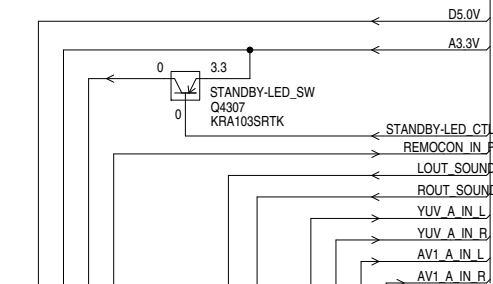 D5.0V
A3.3V
0 3.3
STANDBY-LED_SW
Q4307
KRA103SRTK
0
STANDBY-LED_CTL
REMOCON_IN_
LOUT_SOUND
ROUT_SOUND
YUV_A_IN_L
YUV_A_IN_R
AV1_A_IN_L
AV1_A_IN_R